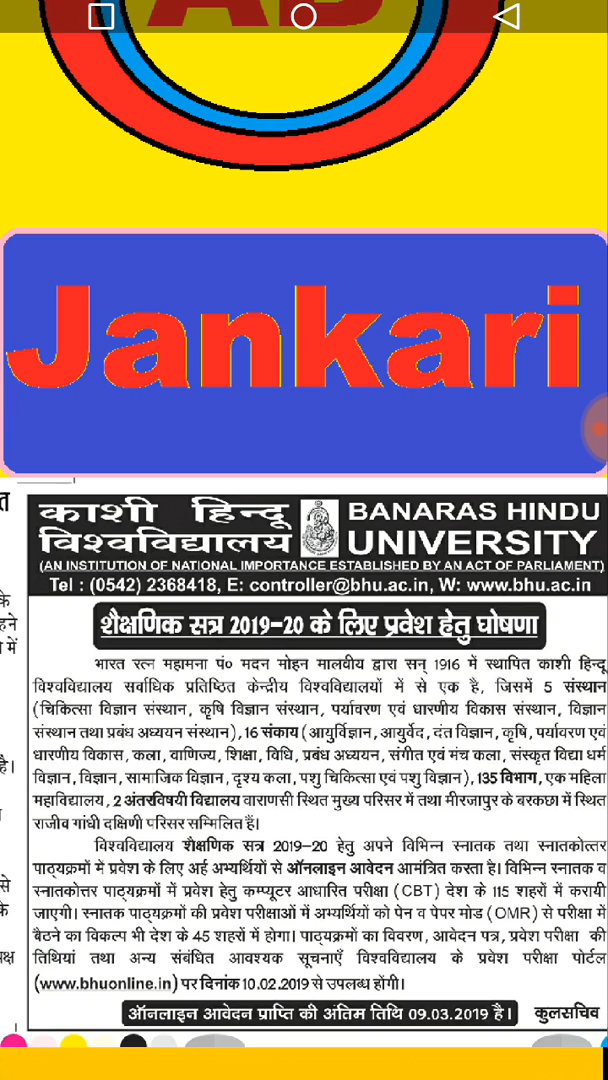 AB
Jankari
काशी हिन्दू
विश्वविद्यालय
BANARAS HINDU
UNIVERSITY
(AN INSTITUTION OF NATIONAL IMPORTANCE ESTABLISHED BY AN ACT OF PARLIAMENT)
Tel : (0542) 2368418, E: controller@bhu.ac.in, W: www.bhu.ac.in
शैक्षणिक सत्र 2019-20 के लिए प्रवेश हेतु घोषणा
भारत रत्न महामना पं० मदन मोहन मालवीय द्वारा सन् 1916 में स्थापित काशी हिन्दू
विश्वविद्यालय सर्वाधिक प्रतिष्ठित केन्द्रीय विश्वविद्यालयों में से एक है, जिसमें 5 संस्थान
(चिकित्सा विज्ञान संस्थान, कृषि विज्ञान संस्थान, पर्यावरण एवं धारणीय विकास संस्थान, विज्ञान
संस्थान तथा प्रबंध अध्ययन संस्थान), 16 संकाय (आयुर्विज्ञान, आयुर्वेद, दंत विज्ञान, कृषि, पर्यावरण एवं
धारणीय विकास, कला, वाणिज्य, शिक्षा, विधि, प्रबंध अध्ययन, संगीत एवं मंच कला, संस्कृत विद्या धर्म
विज्ञान, विज्ञान, सामाजिक विज्ञान, दृश्य कला, पशु चिकित्सा एवं पशु विज्ञान), 135 विभाग, एक महिला
महाविद्यालय, 2 अंतरविषयी विद्यालय वाराणसी स्थित मुख्य परिसर में तथा मीरजापुर के बरकछा में स्थित
राजीव गांधी दक्षिणी परिसर सम्मिलित हैं।
विश्वविद्यालय शैक्षणिक सत्र 2019-20 हेतु अपने विभिन्न स्नातक तथा स्नातकोत्तर
पाठ्यक्रमों में प्रवेश के लिए अर्ह अभ्यर्थियों से ऑनलाइन आवेदन आमंत्रित करता है। विभिन्न स्नातक व
स्नातकोत्तर पाठ्यक्रमों में प्रवेश हेतु कम्प्यूटर आधारित परीक्षा (CBT) देश के 115 शहरों में करायी
जाएगी। स्नातक पाठ्यक्रमों की प्रवेश परीक्षाओं में अभ्यर्थियों को पेन व पेपर मोड (OMR) से परीक्षा में
बैठने का विकल्प भी देश के 45 शहरों में होगा। पाठ्यक्रमों का विवरण, आवेदन पत्र, प्रवेश परीक्षा की
तिथियां तथा अन्य संबंधित आवश्यक सूचनाएँ विश्वविद्यालय के प्रवेश परीक्षा पोर्टल
(www.bhuonline.in) पर दिनांक 10.02.2019 से उपलब्ध होंगी।
ऑनलाइन आवेदन प्राप्ति की अंतिम तिथि 09.03.2019 है।
कुलसचिव